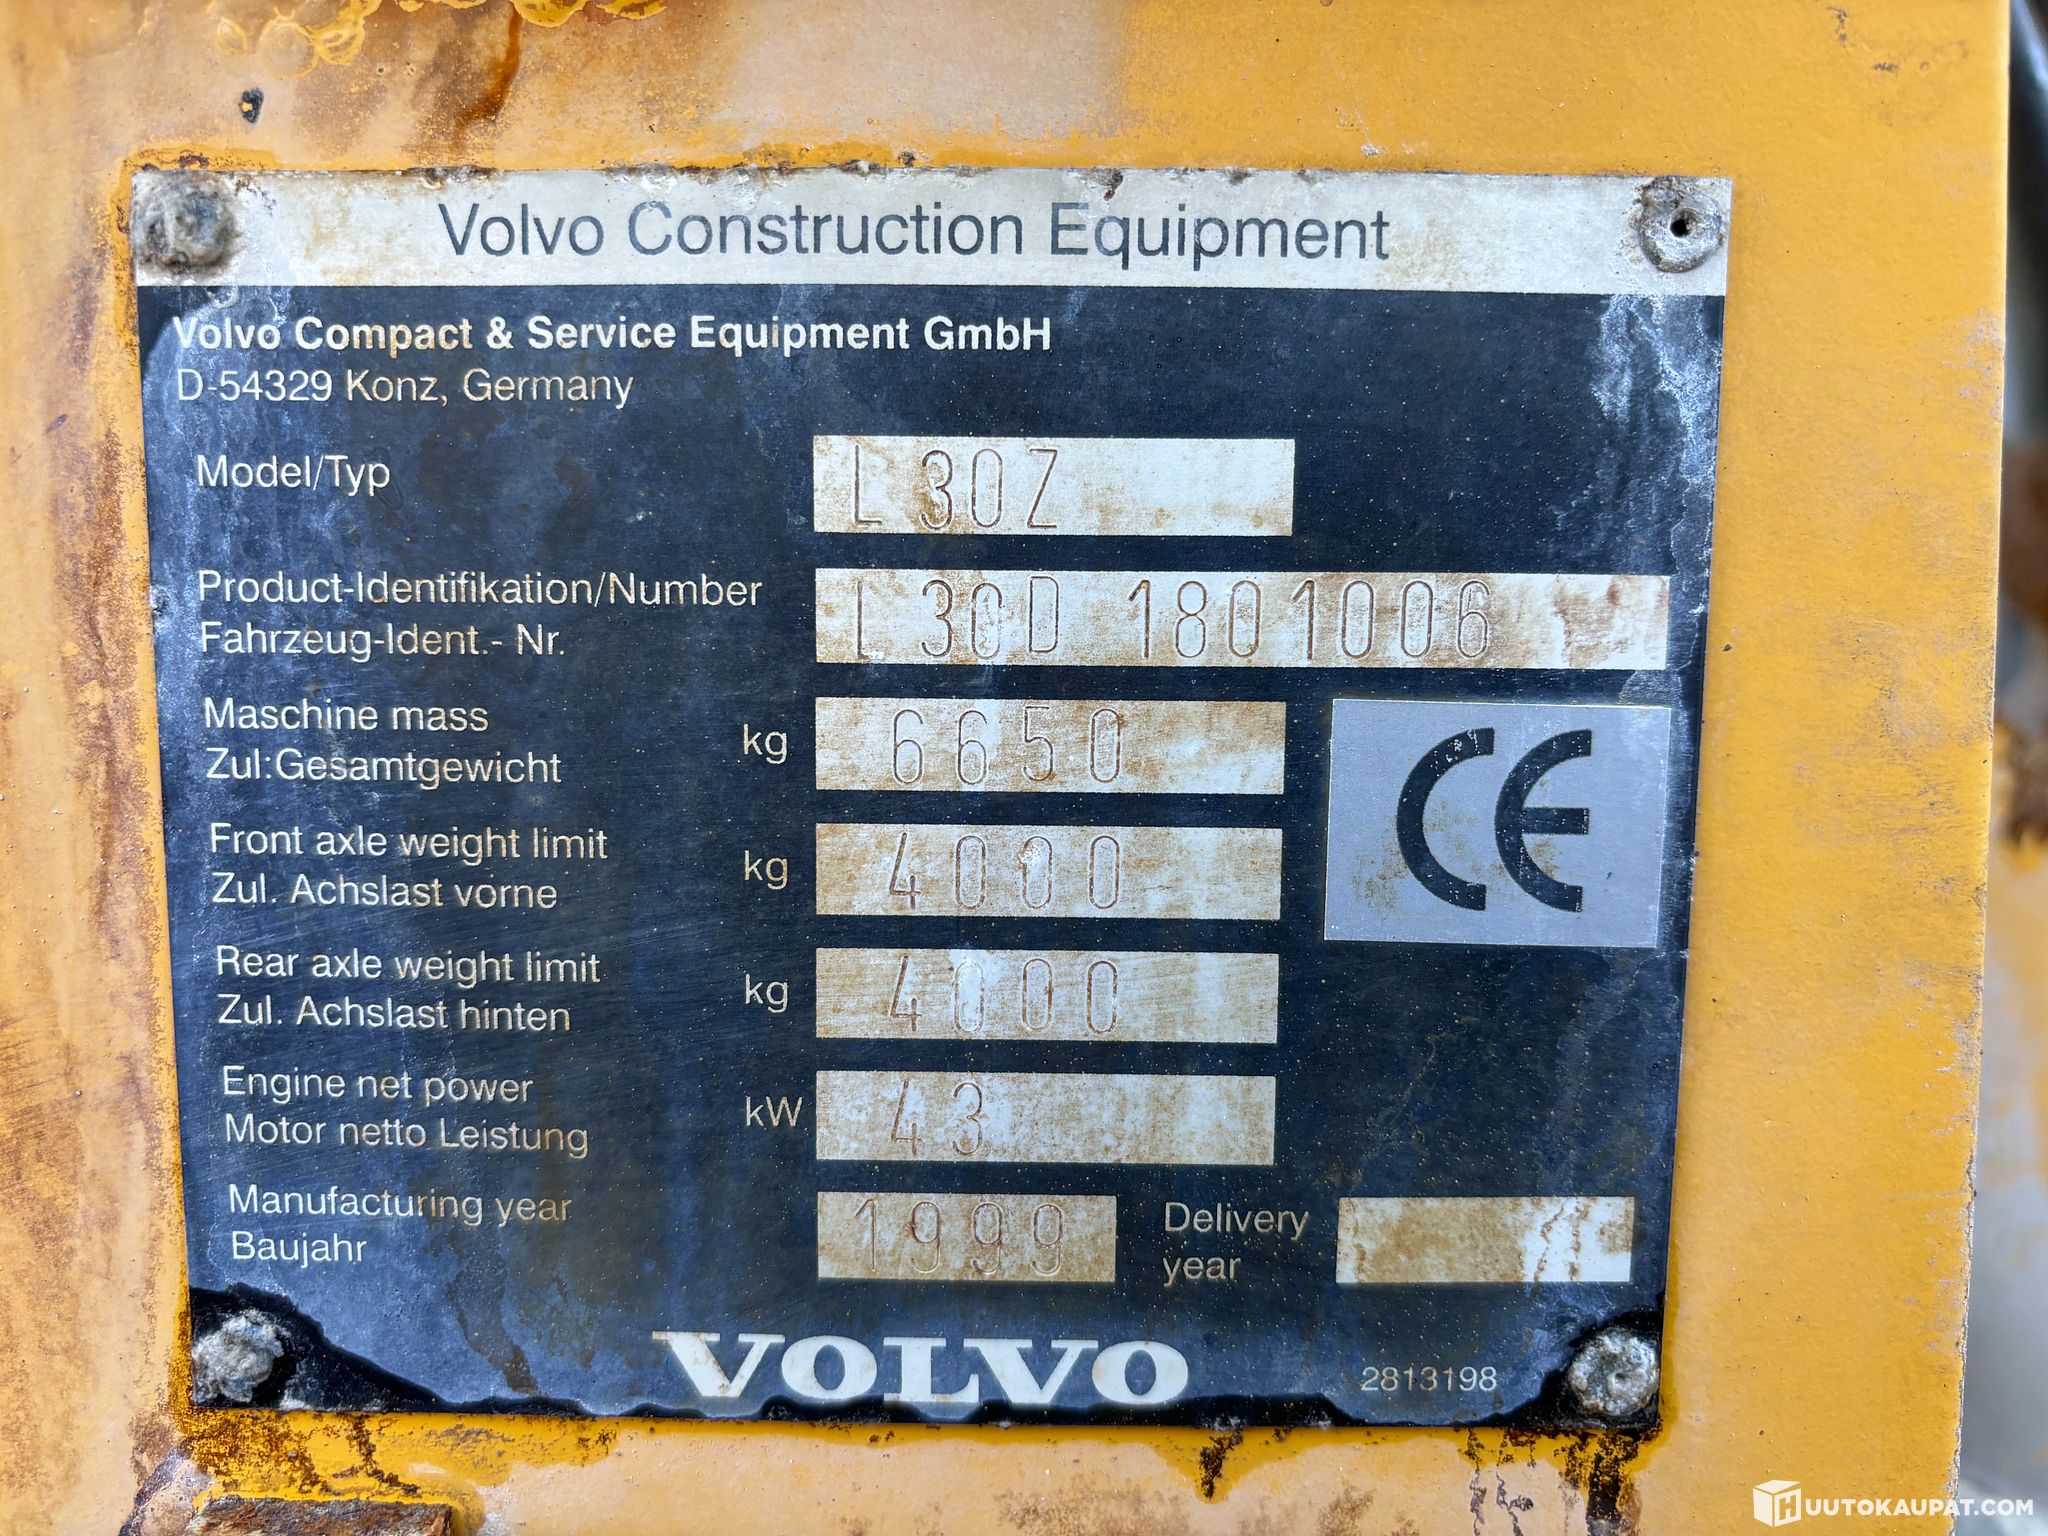 Volvo Construction Equipment
Volvo Compact & Service Equipment GmbH
D-54329 Konz, Germany
Model/Typ L 30Z
Product-Identifikation/Number L 30D 1801006
Fahrzeug-Ident.- Nr.
Maschine mass kg 6650
Zul:Gesamtgewicht
Front axle weight limit kg 4000
Zul. Achslast vorne
Rear axle weight limit kg 4000
Zul. Achslast hinten
Engine net power kW 43
Motor netto Leistung
Manufacturing year 1999 Delivery
Baujahr year
CE
VOLVO 2813198
HUUTOKAUPAT.COM